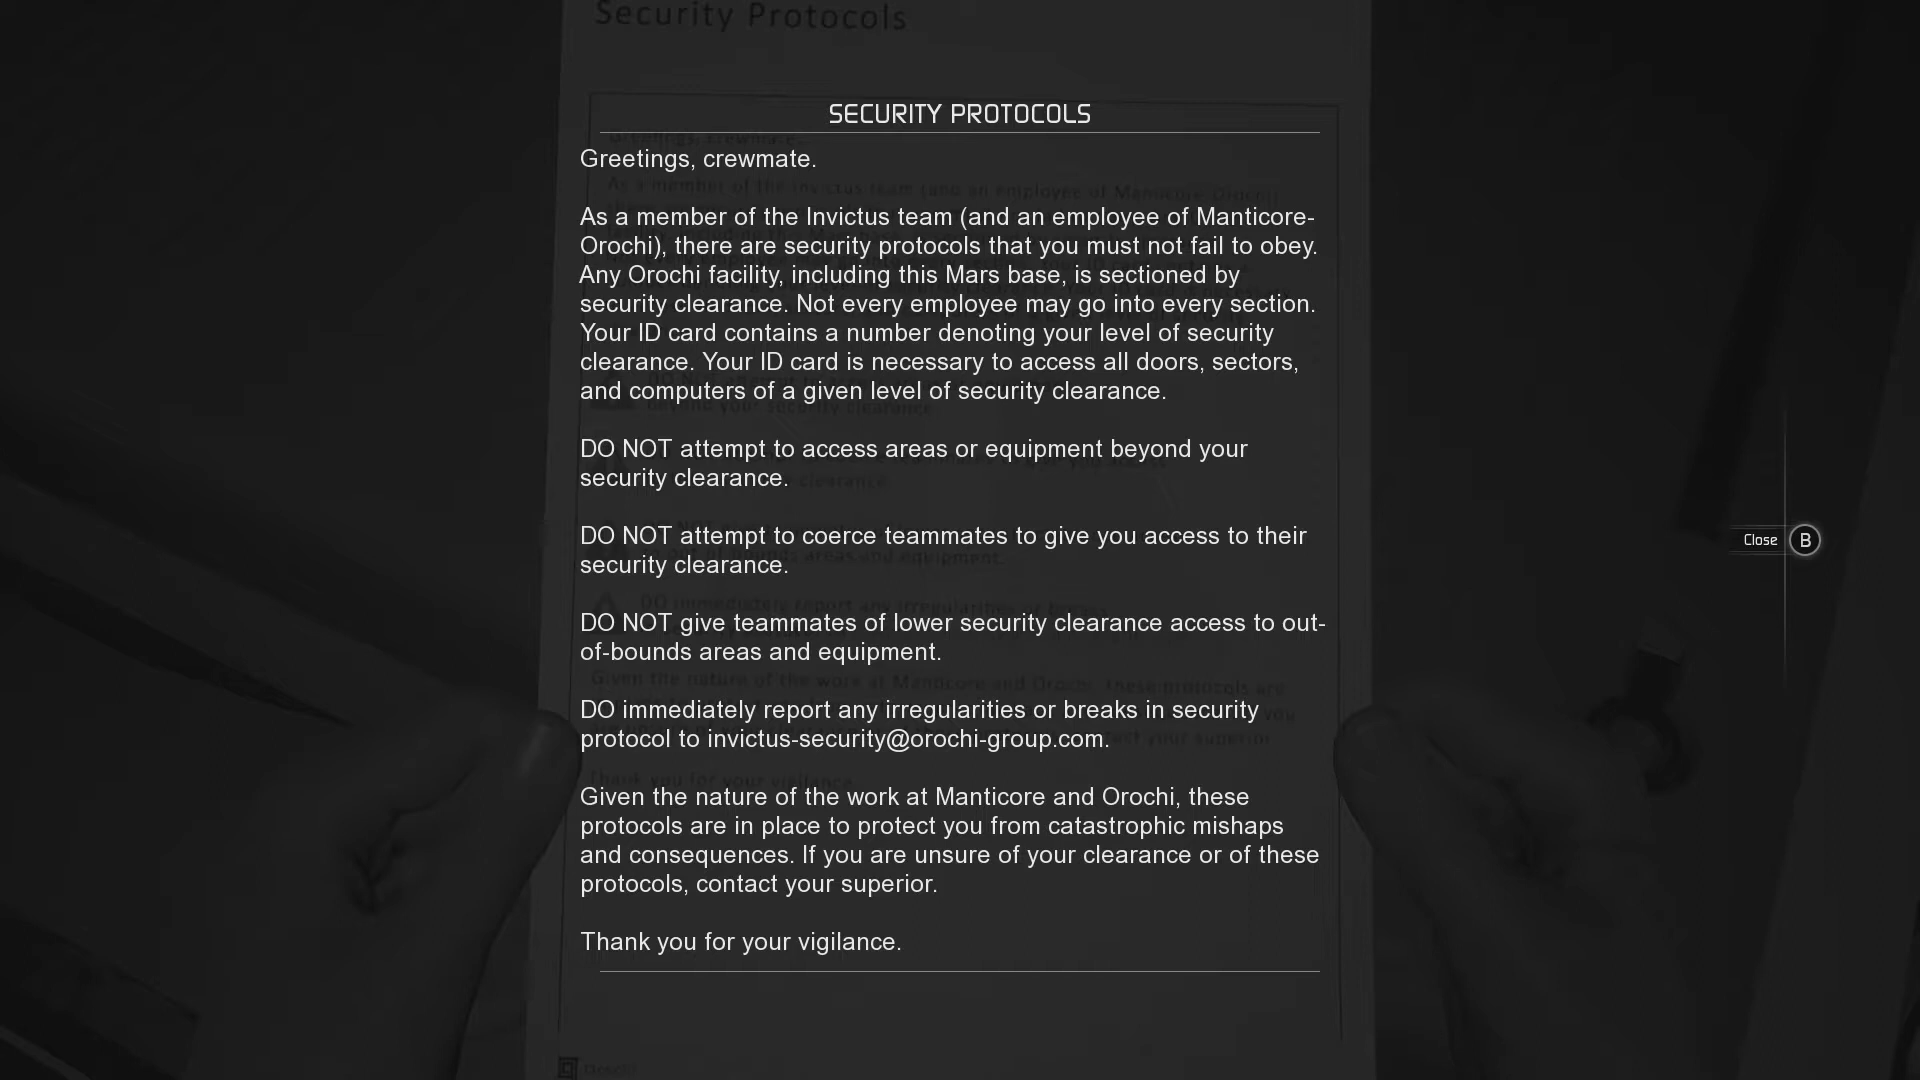 Security Protocols
SECURITY PROTOCOLS
Greetings, crewmate.
As a member of the Invictus team (and an employee of Manticore-
Orochi), there are security protocols that you must not fail to obey.
Any Orochi facility, including this Mars base, is sectioned by
security clearance. Not every employee may go into every section.
Your ID card contains a number denoting your level of security
clearance. Your ID card is necessary to access all doors, sectors,
and computers of a given level of security clearance.
DO NOT attempt to access areas or equipment beyond your
security clearance.
DO NOT attempt to coerce teammates to give you access to their
security clearance.
DO NOT give teammates of lower security clearance access to out-
of-bounds areas and equipment.
DO immediately report any irregularities or breaks in security
protocol to invictus-security@orochi-group.com.
Given the nature of the work at Manticore and Orochi, these
protocols are in place to protect you from catastrophic mishaps
and consequences. If you are unsure of your clearance or of these
protocols, contact your superior.
Thank you for your vigilance.
Close B